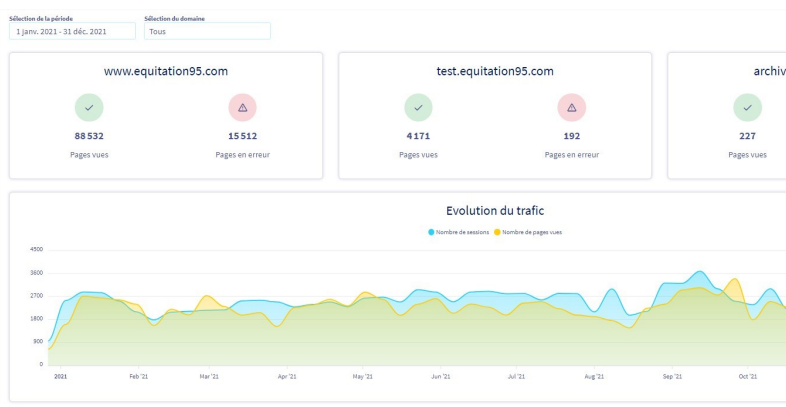 Sélection de la période Sélection du domaine
1 janv. 2021 - 31 déc. 2021 Tous
www.equitation95.com test.equitation95.com archiv
88 532 15 512 4 171 192 227
Pages vues Pages en erreur Pages vues Pages en erreur Pages vues
Evolution du trafic
Nombre de sessions Nombre de pages vues
4500
3600
2700
1800
900
0
2021 Feb '21 Mar '21 Apr '21 May '21 Jun '21 Jul '21 Aug '21 Sep '21 Oct '21